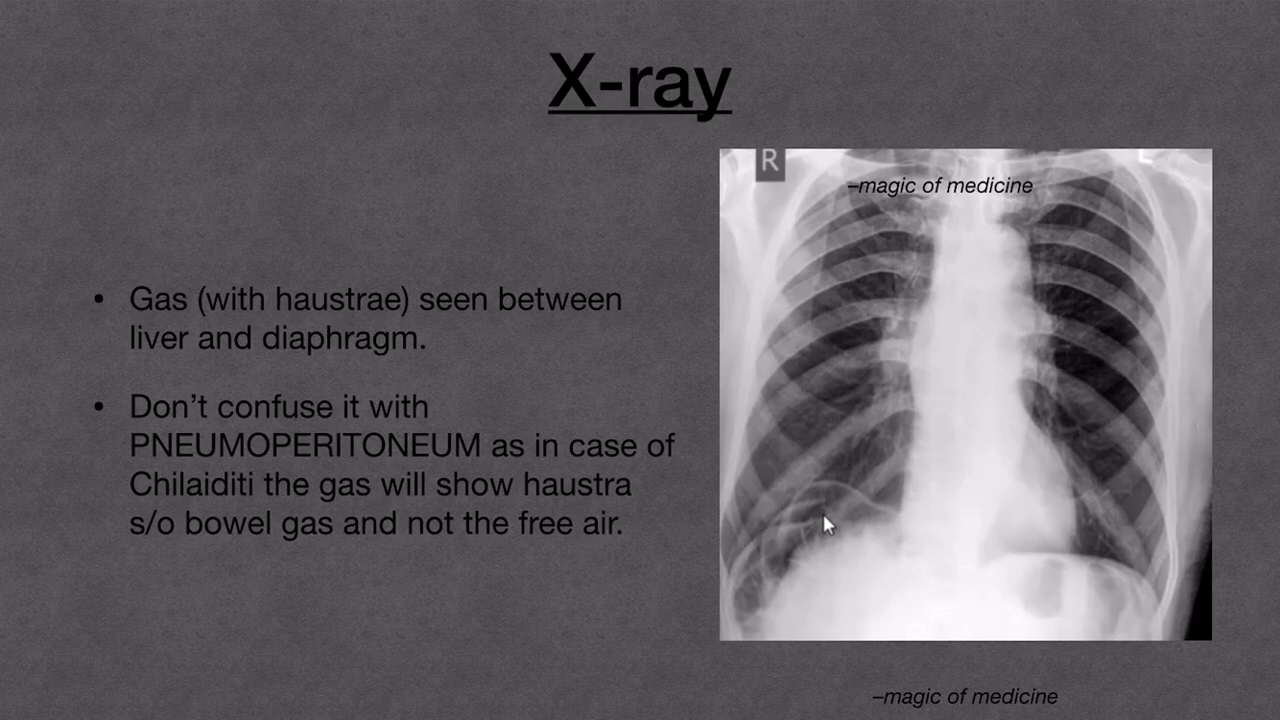 X-ray
R
–magic of medicine
• Gas (with haustrae) seen between
liver and diaphragm.
• Don’t confuse it with
PNEUMOPERITONEUM as in case of
Chilaiditi the gas will show haustra
s/o bowel gas and not the free air.
–magic of medicine